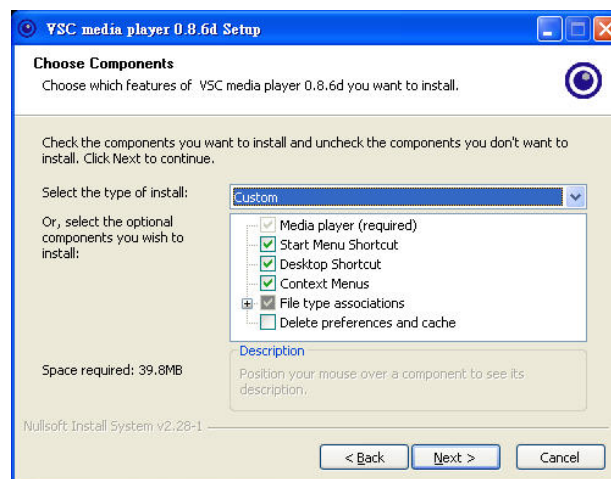 VSC media player 0.8.6d Setup
Choose Components
Choose which features of VSC media player 0.8.6d you want to install.
Check the components you want to install and uncheck the components you don't want to
install. Click Next to continue.
Select the type of install:
Custom
Or, select the optional
components you wish to
install:
Media player (required)
Start Menu Shortcut
Desktop Shortcut
Context Menus
File type associations
Delete preferences and cache
Space required: 39.8MB
Description
Position your mouse over a component to see its
description.
Nullsoft Install System v2.28-1
< Back
Next >
Cancel